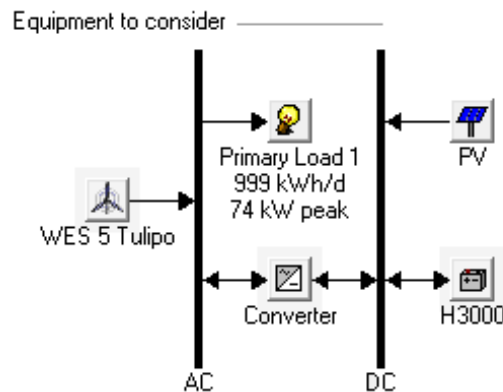 Equipment to consider
Primary Load 1
999 kWh/d
74 kW peak
PV
WES 5 Tulipo
Converter
H3000
AC
DC